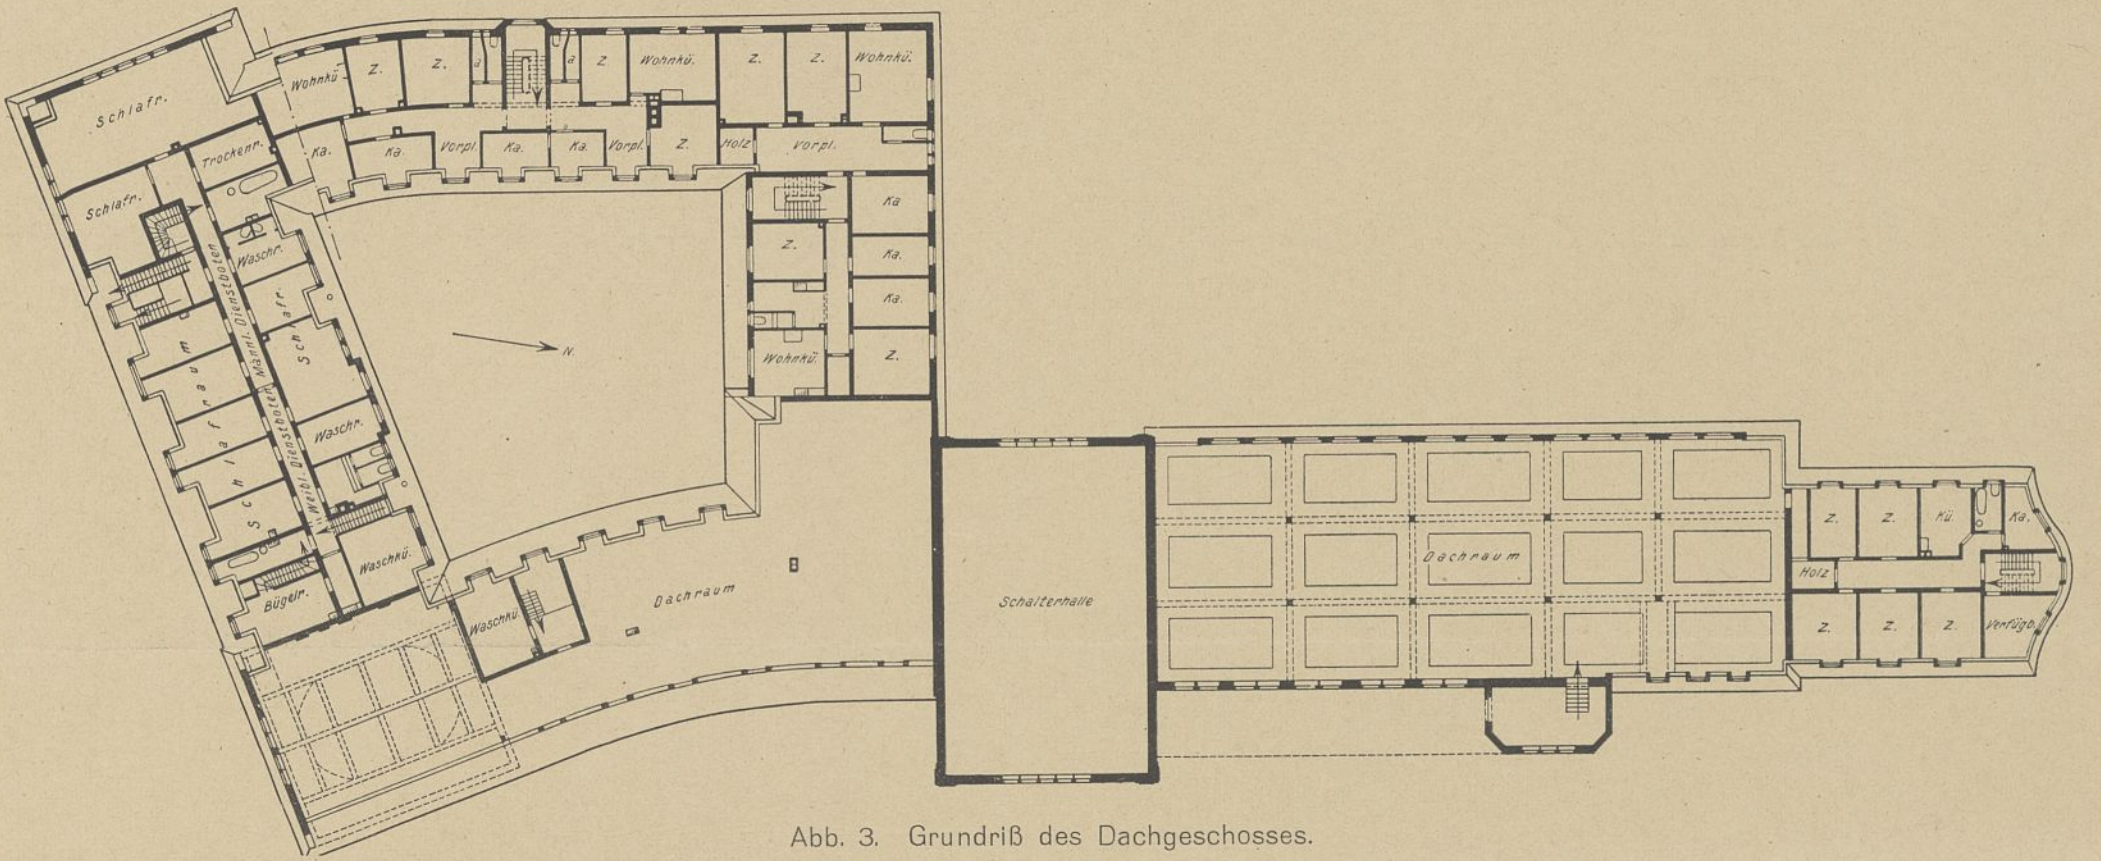 Schlafr.
Wohnkü.
Z.
Z.
a
a
Z
Wohnkü.
Z.
Z.
Wohnkü.
Trockenr.
Ka.
Ka.
Vorpl.
Ka.
Ka.
Vorpl.
Z.
Holz
Vorpl.
Schlafr.
Waschr.
Schlafr.
Männl. Dienstboten
Weibl. Dienstboten
Schlafraum
Waschr.
Waschkü.
Bügelr.
N.
Ka
Z.
Ka.
Ka.
Wohnkü.
Z.
Waschkü.
Dachraum
Schalterhalle
Dachraum
Z.
Z.
Kü.
Ka.
Holz
Z.
Z.
Z.
Verfügb.
Abb. 3. Grundriß des Dachgeschosses.